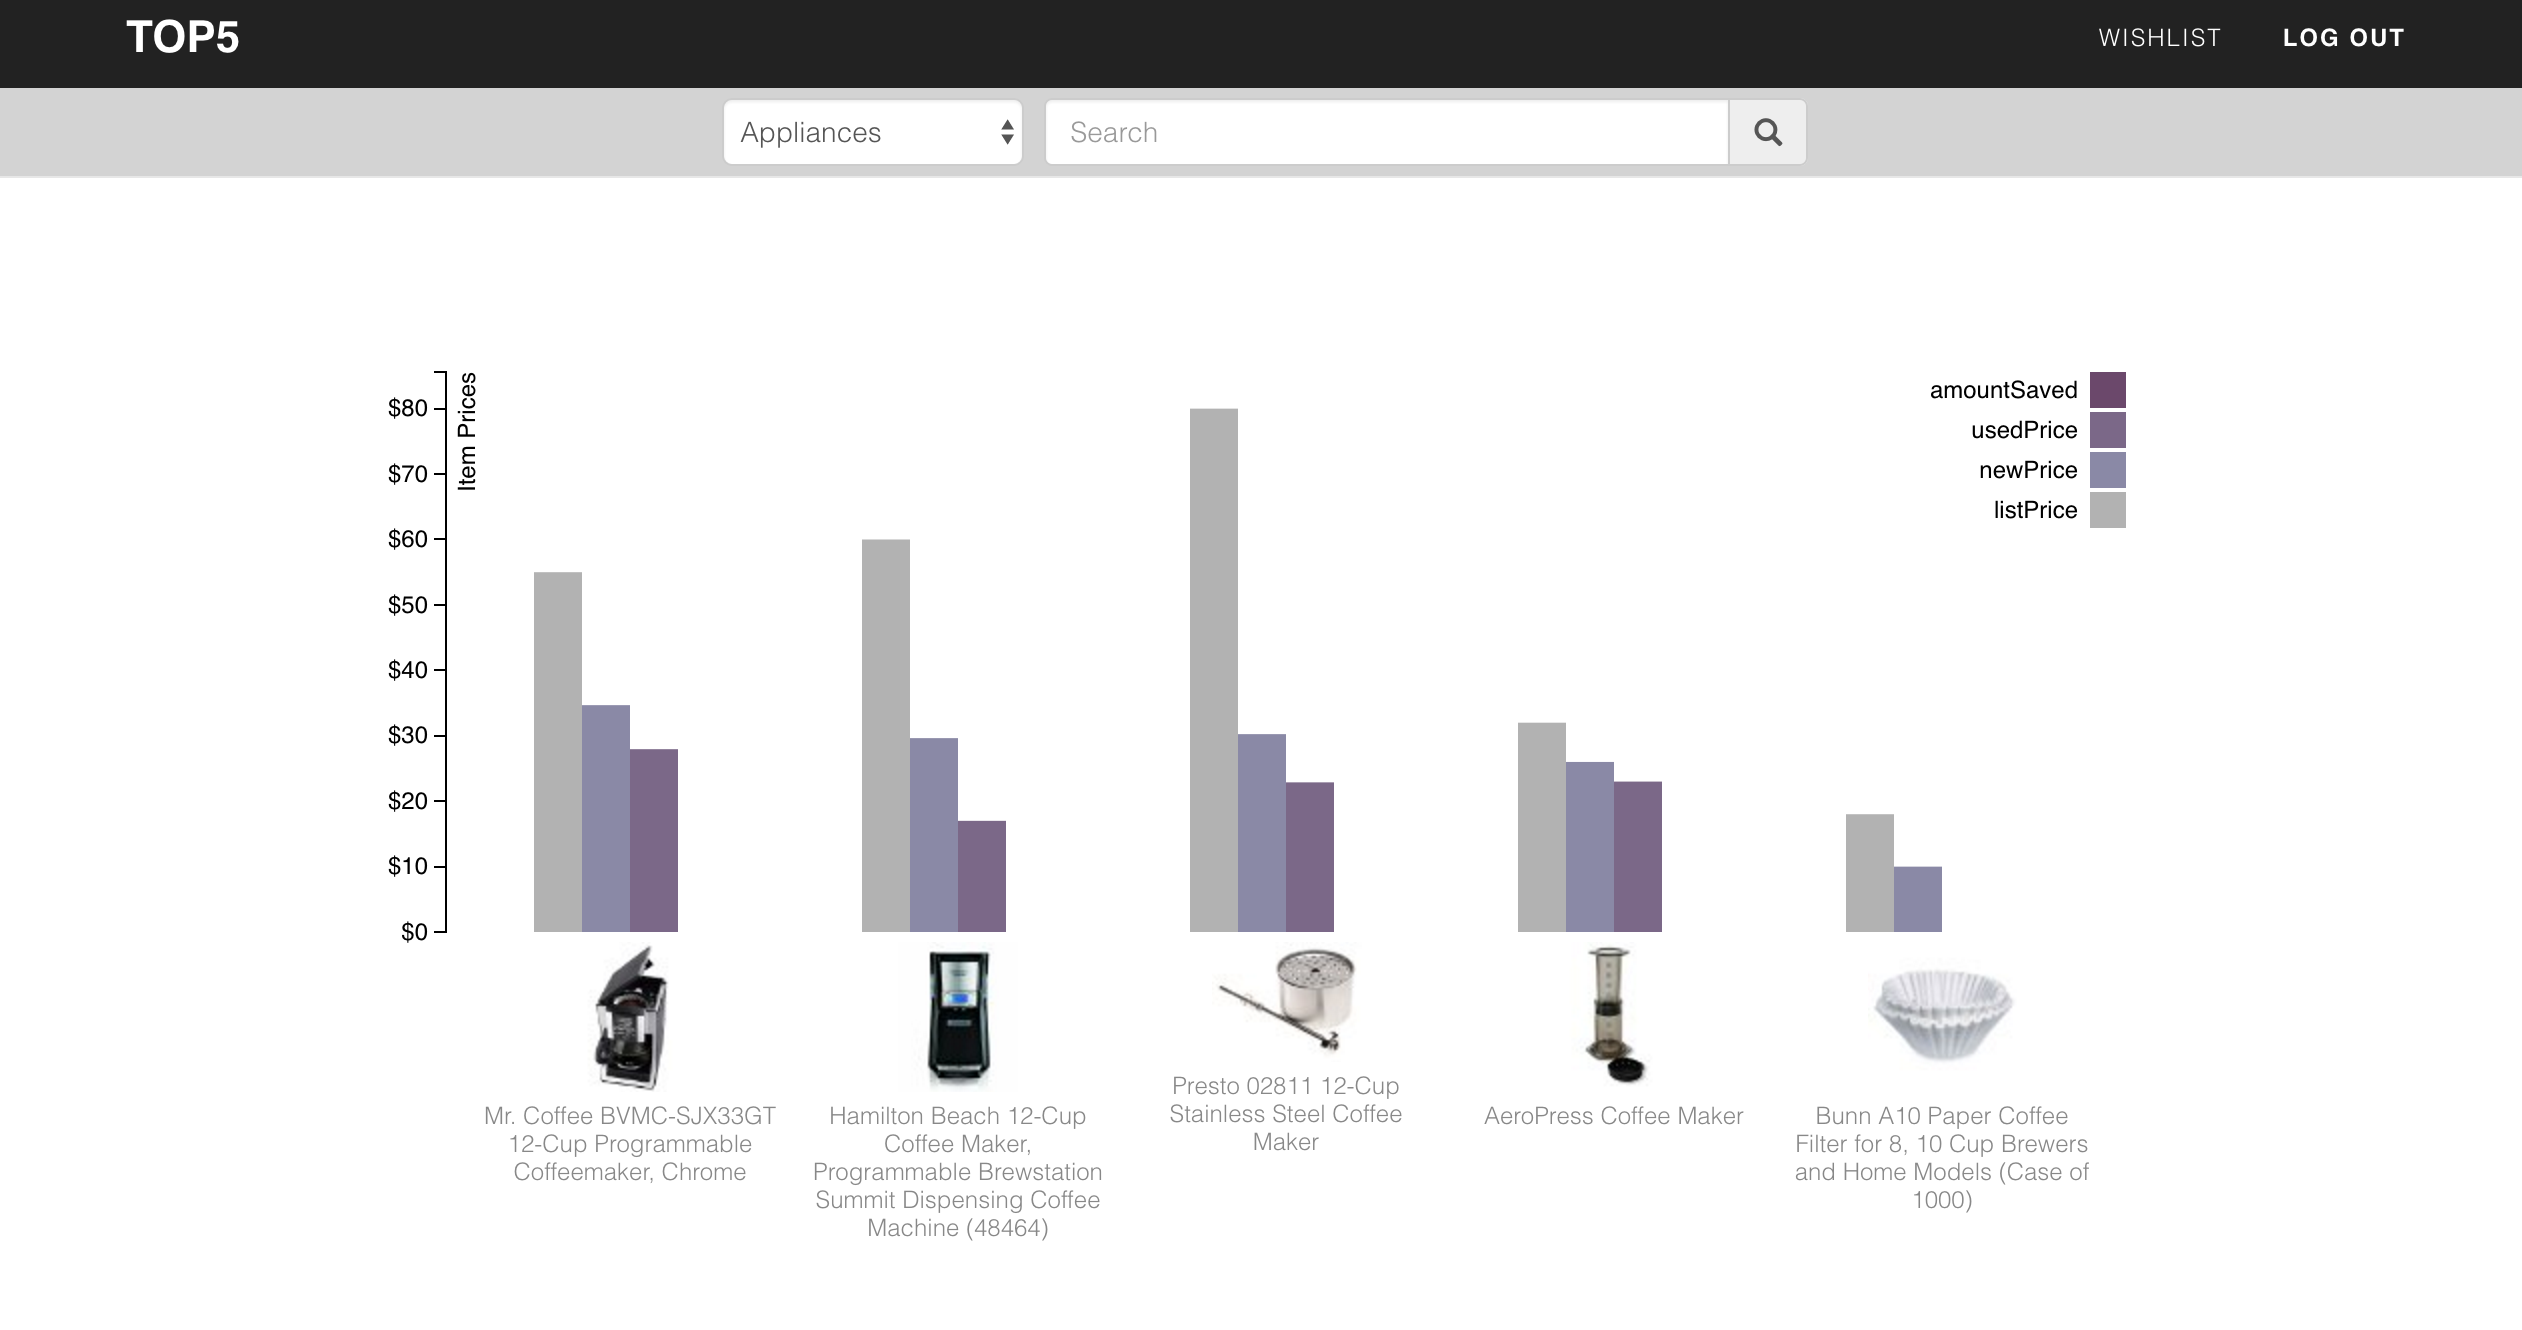 TOP5
WISHLIST
LOG OUT
Appliances
Search
Item Prices
$80
$70
$60
$50
$40
$30
$20
$10
$0
amountSaved
usedPrice
newPrice
listPrice
Mr. Coffee BVMC-SJX33GT
12-Cup Programmable
Coffeemaker, Chrome
Hamilton Beach 12-Cup
Coffee Maker,
Programmable Brewstation
Summit Dispensing Coffee
Machine (48464)
Presto 02811 12-Cup
Stainless Steel Coffee
Maker
AeroPress Coffee Maker
Bunn A10 Paper Coffee
Filter for 8, 10 Cup Brewers
and Home Models (Case of
1000)